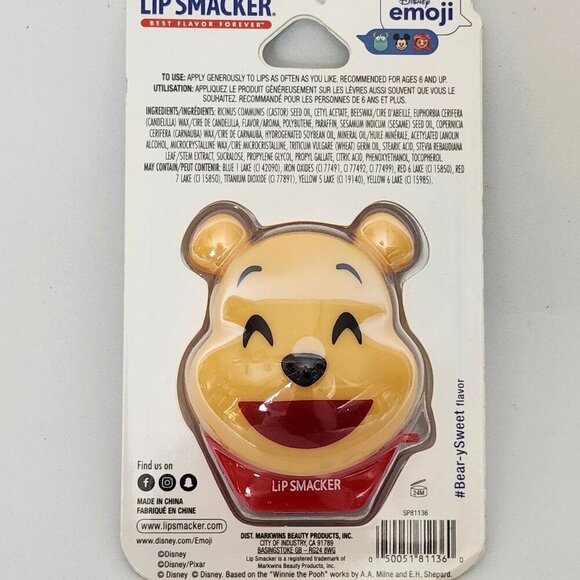 LIP SMACKER®
BEST FLAVOR FOREVER™
Disney
emoji
TO USE: APPLY GENEROUSLY TO LIPS AS OFTEN AS YOU LIKE. RECOMMENDED FOR AGES 6 AND UP.
UTILISATION: APPLIQUEZ LE PRODUIT GÉNÉREUSEMENT SUR LES LÈVRES AUSSI SOUVENT QUE VOUS LE
SOUHAITEZ. RECOMMANDÉ POUR LES PERSONNES DE 6 ANS ET PLUS.
INGREDIENTS/INGRÉDIENTS: RICINUS COMMUNIS (CASTOR) SEED OIL, CETYL ACETATE, BEESWAX/CIRE D'ABEILLE, EUPHORBIA CERIFERA
(CANDELILLA) WAX/CIRE DE CANDELILLA, FLAVOR/AROMA, POLYBUTENE, PARAFFIN, SESAMUM INDICUM (SESAME) SEED OIL, COPERNICIA
CERIFERA (CARNAUBA) WAX/CIRE DE CARNAUBA, HYDROGENATED SOYBEAN OIL, MINERAL OIL/HUILE MINÉRALE, ACETYLATED LANOLIN
ALCOHOL, MICROCRYSTALLINE WAX/CIRE MICROCRISTALLINE, TRITICUM VULGARE (WHEAT) GERM OIL, STEARIC ACID, STEVIA REBAUDIANA
LEAF/STEM EXTRACT, SUCRALOSE, PROPYLENE GLYCOL, PROPYL GALLATE, CITRIC ACID, PHENOXYETHANOL, TOCOPHEROL.
MAY CONTAIN/PEUT CONTENIR: BLUE 1 LAKE (CI 42090), IRON OXIDES (CI 77491, CI 77492, CI 77499), RED 6 LAKE (CI 15850), RED
7 LAKE (CI 15850), TITANIUM DIOXIDE (CI 77891), YELLOW 5 LAKE (CI 19140), YELLOW 6 LAKE (CI 15985).
#Bear-ySweet flavor
LiP SMACKER
Find us on
MADE IN CHINA
FABRIQUÉ EN CHINE
www.lipsmacker.com
www.disney.com/Emoji
©Disney
©Disney/Pixar
© Disney. Based on the "Winnie the Pooh" works by A.A. Milne and E.H. Shepard.
DIST. MARKWINS BEAUTY PRODUCTS, INC.
CITY OF INDUSTRY, CA 91789
BASINGSTOKE GB - RG24 8WG
Lip Smacker is a registered trademark of
Markwins Beauty Products, Inc.
24M
SP81136
0 50051 81136 0